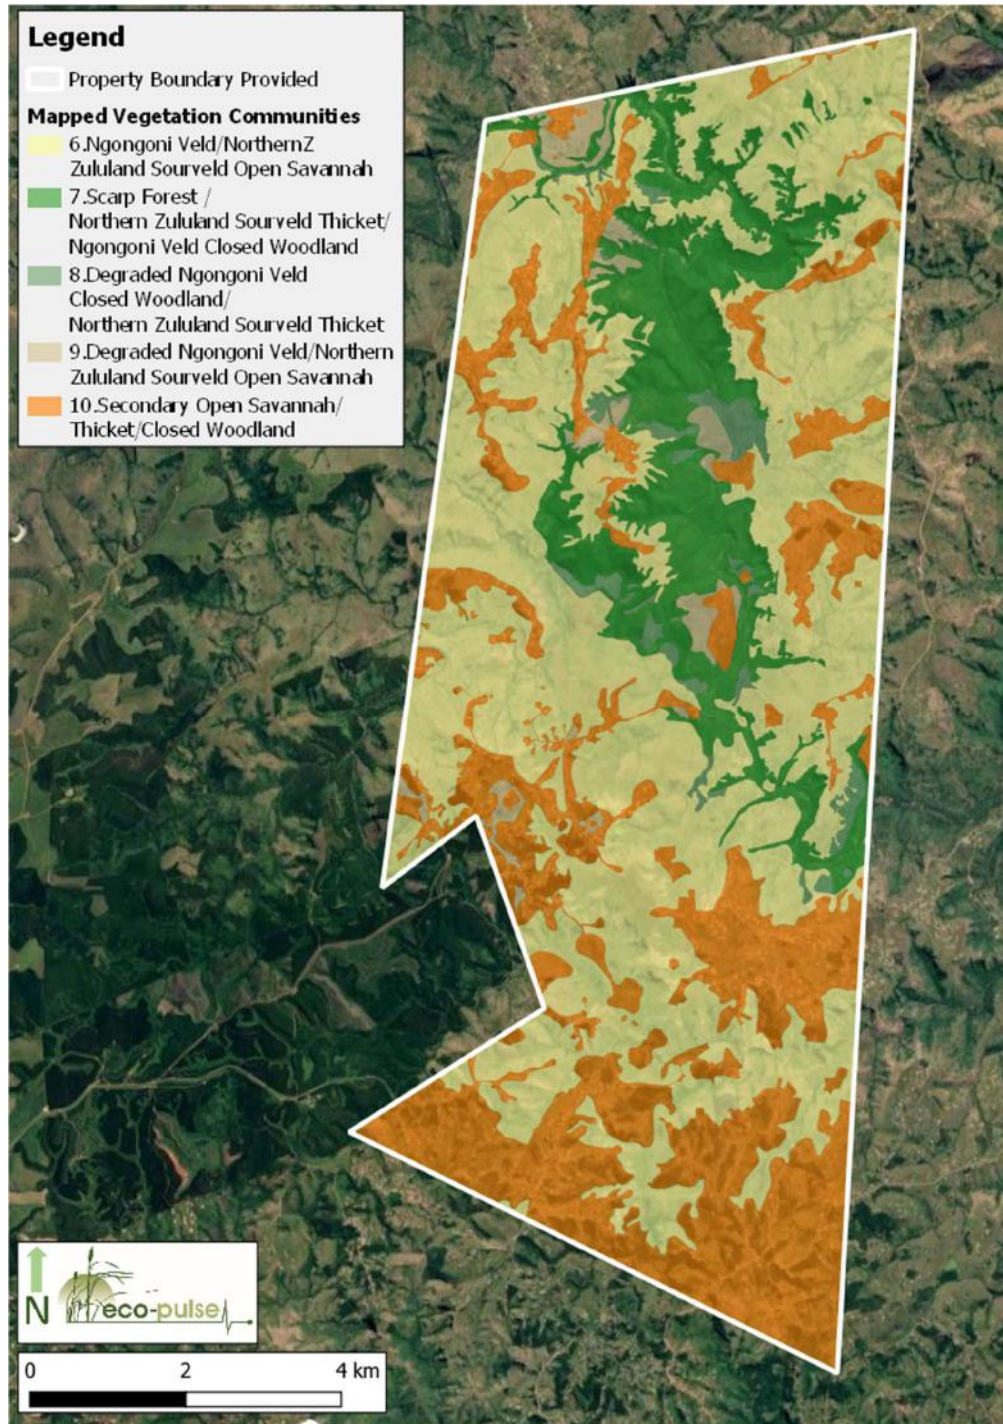 Legend
Property Boundary Provided
Mapped Vegetation Communities
6.Ngongoni Veld/NorthernZ
Zululand Sourveld Open Savannah
7.Scarp Forest /
Northern Zululand Sourveld Thicket/
Ngongoni Veld Closed Woodland
8.Degraded Ngongoni Veld
Closed Woodland/
Northern Zululand Sourveld Thicket
9.Degraded Ngongoni Veld/Northern
Zululand Sourveld Open Savannah
10.Secondary Open Savannah/
Thicket/Closed Woodland
N
eco-pulse
0 2 4 km